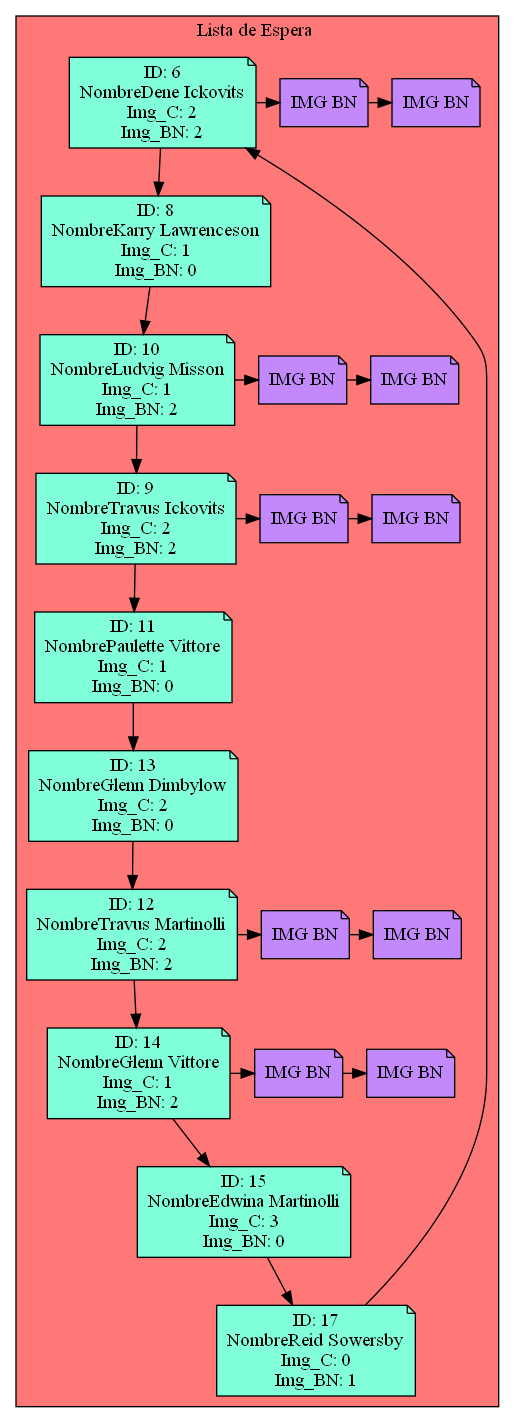 Lista de Espera
ID: 6
NombreDene Ickovits
Img_C: 2
Img_BN: 2
IMG BN
IMG BN
ID: 8
NombreKarry Lawrenceson
Img_C: 1
Img_BN: 0
ID: 10
NombreLudvig Misson
Img_C: 1
Img_BN: 2
IMG BN
IMG BN
ID: 9
NombreTravus Ickovits
Img_C: 2
Img_BN: 2
IMG BN
IMG BN
ID: 11
NombrePaulette Vittore
Img_C: 1
Img_BN: 0
ID: 13
NombreGlenn Dimbylow
Img_C: 2
Img_BN: 0
ID: 12
NombreTravus Martinolli
Img_C: 2
Img_BN: 2
IMG BN
IMG BN
ID: 14
NombreGlenn Vittore
Img_C: 1
Img_BN: 2
IMG BN
IMG BN
ID: 15
NombreEdwina Martinolli
Img_C: 3
Img_BN: 0
ID: 17
NombreReid Sowersby
Img_C: 0
Img_BN: 1